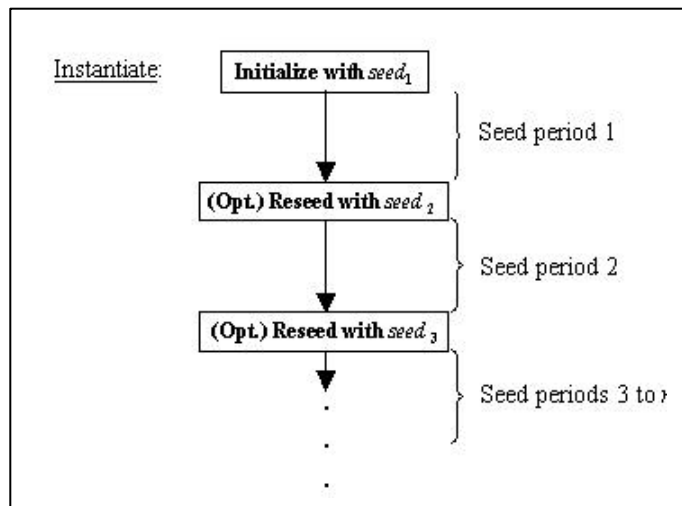 Instantiate: Initialize with seed1
Seed period 1
(Opt.) Reseed with seed2
Seed period 2
(Opt.) Reseed with seed3
Seed periods 3 to
.
.
.